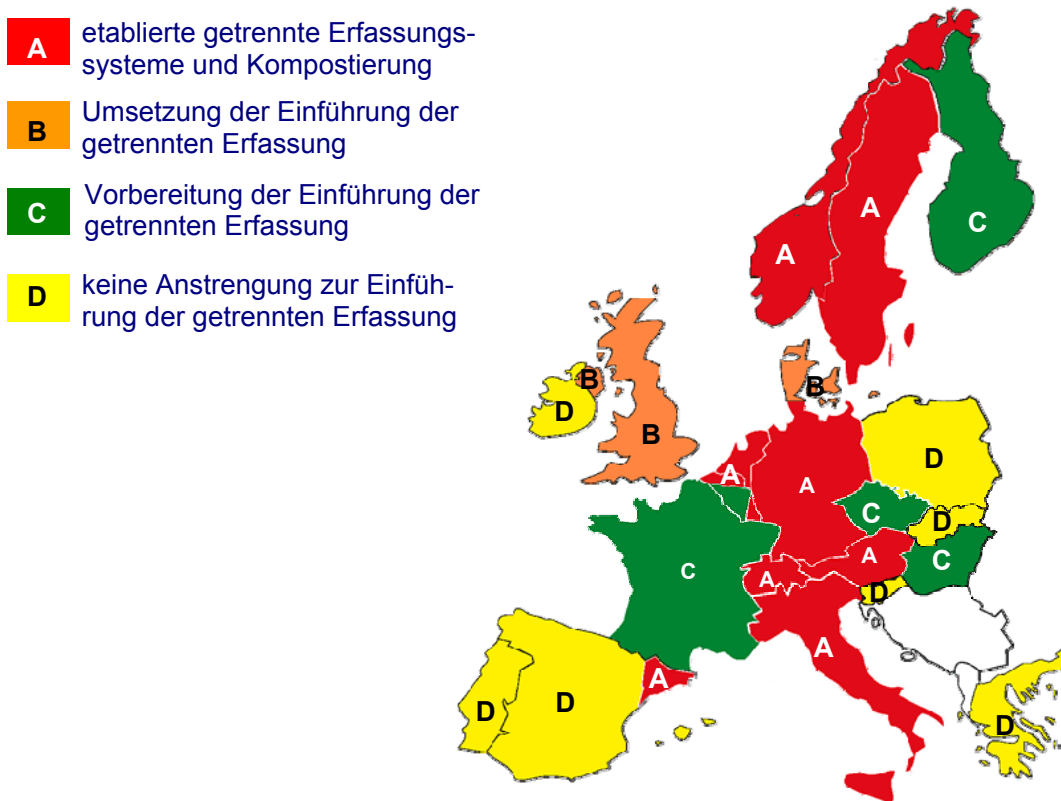 A etablierte getrennte Erfassungs-
systeme und Kompostierung
B Umsetzung der Einführung der
getrennten Erfassung
C Vorbereitung der Einführung der
getrennten Erfassung
D keine Anstrengung zur Einfüh-
rung der getrennten Erfassung
A
C
A
B
B
D
B
D
A
A
C
D
A
C
C
A
D
A
A
D
D
D